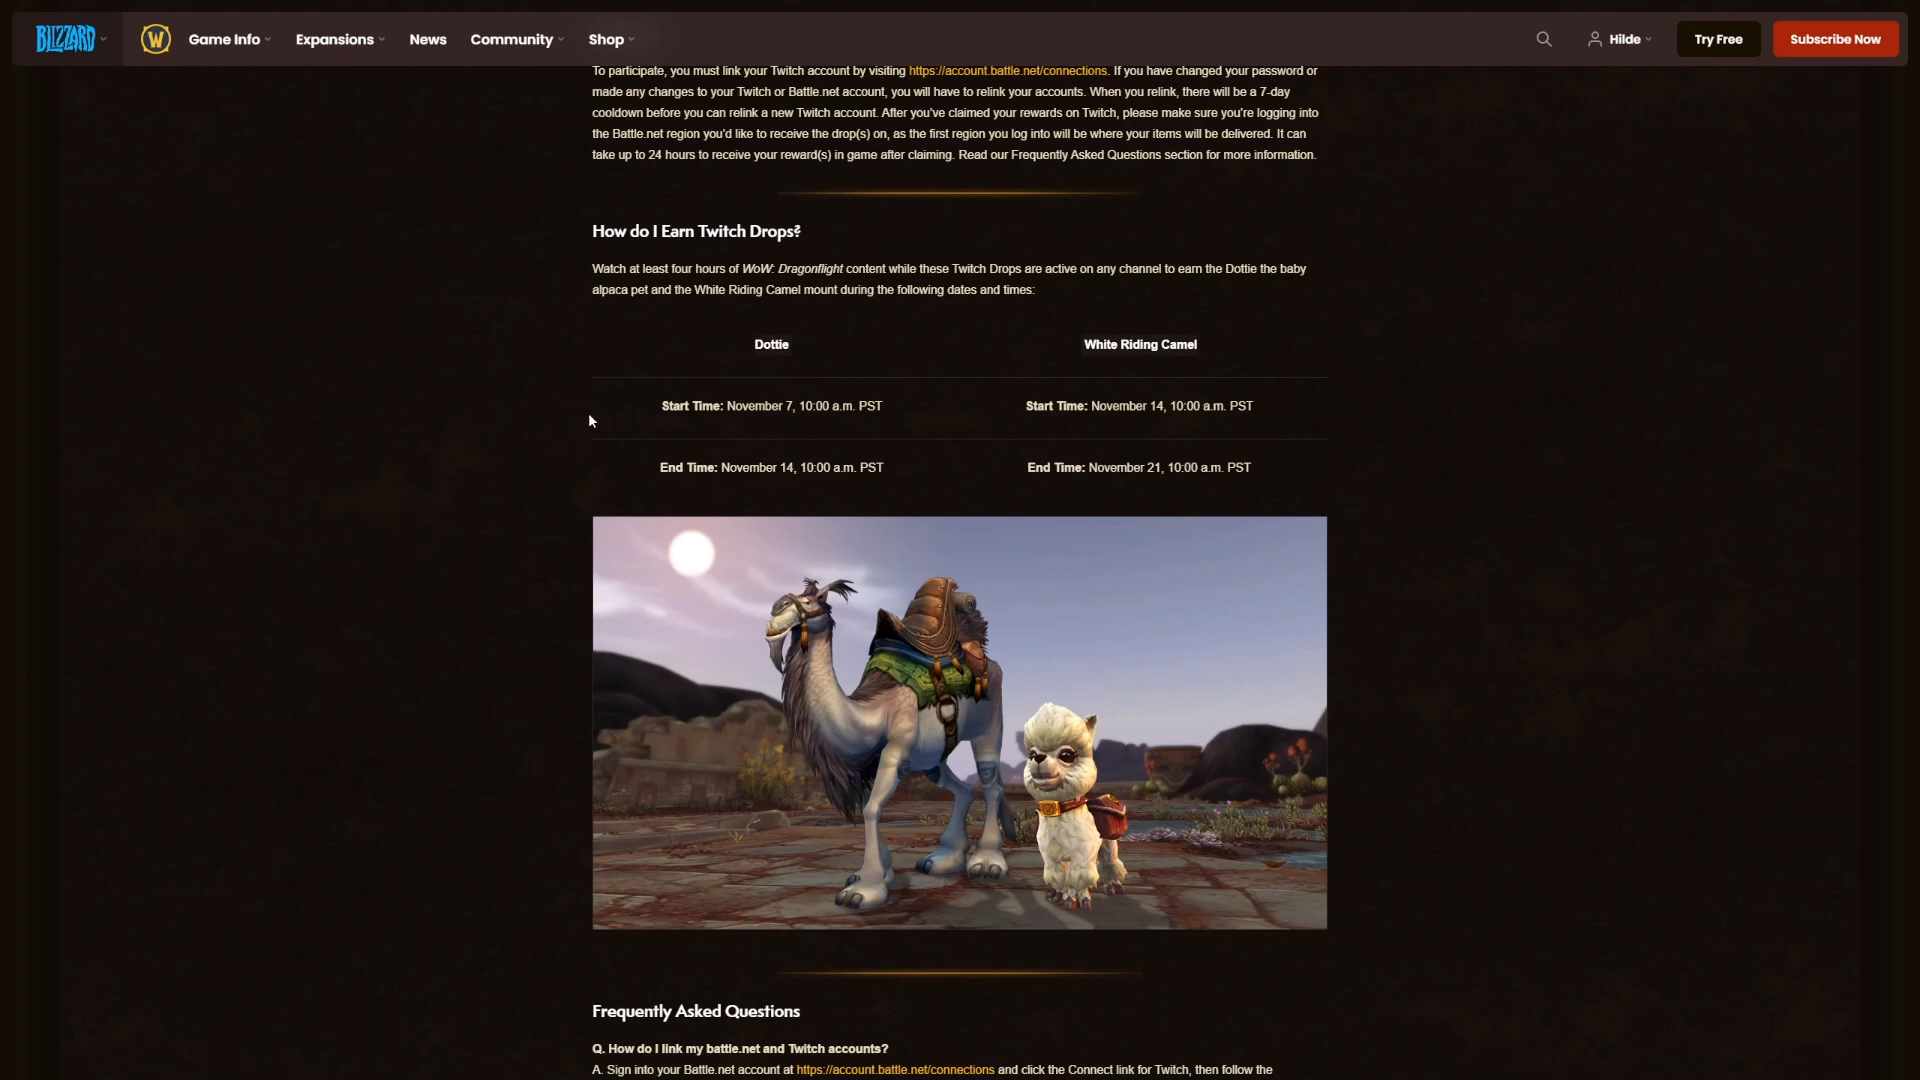 BLIZZARD
W
Game Info
Expansions
News
Community
Shop
Hilde
Try Free
Subscribe Now
To participate, you must link your Twitch account by visiting https://account.battle.net/connections. If you have changed your password or
made any changes to your Twitch or Battle.net account, you will have to relink your accounts. When you relink, there will be a 7-day
cooldown before you can relink a new Twitch account. After you've claimed your rewards on Twitch, please make sure you're logging into
the Battle.net region you'd like to receive the drop(s) on, as the first region you log into will be where your items will be delivered. It can
take up to 24 hours to receive your reward(s) in game after claiming. Read our Frequently Asked Questions section for more information.
How do I Earn Twitch Drops?
Watch at least four hours of WoW: Dragonflight content while these Twitch Drops are active on any channel to earn the Dottie the baby
alpaca pet and the White Riding Camel mount during the following dates and times:
Dottie
White Riding Camel
Start Time: November 7, 10:00 a.m. PST
Start Time: November 14, 10:00 a.m. PST
End Time: November 14, 10:00 a.m. PST
End Time: November 21, 10:00 a.m. PST
Frequently Asked Questions
Q. How do I link my battle.net and Twitch accounts?
A. Sign into your Battle.net account at https://account.battle.net/connections and click the Connect link for Twitch, then follow the